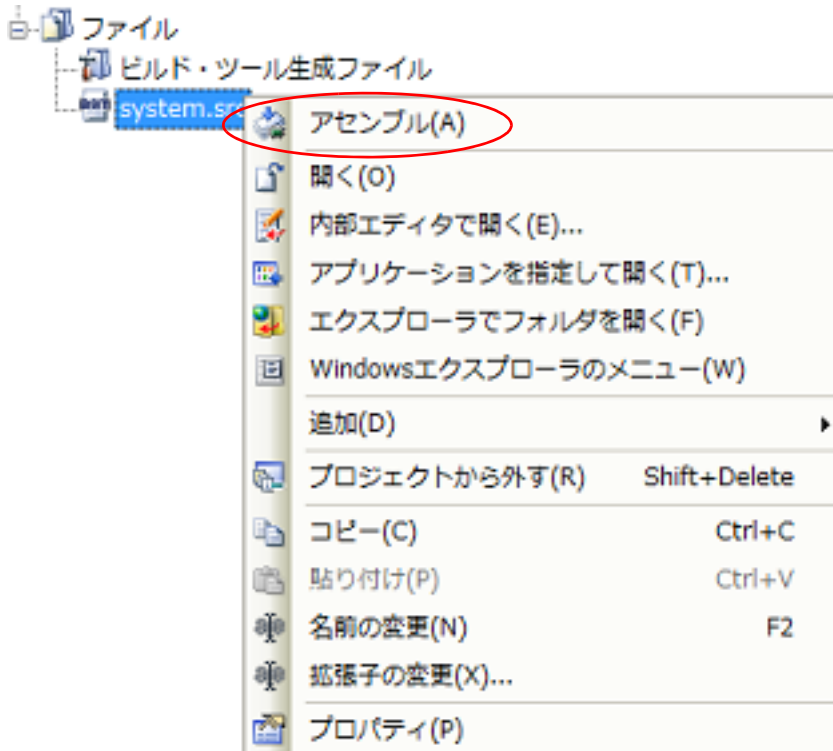 ファイル
ビルド・ツール生成ファイル
system.src
アセンブル(A)
開く(O)
内部エディタで開く(E)...
アプリケーションを指定して開く(T)...
エクスプローラでフォルダを開く(F)
Windowsエクスプローラのメニュー(W)
追加(D)
プロジェクトから外す(R) Shift+Delete
コピー(C) Ctrl+C
貼り付け(P) Ctrl+V
名前の変更(N) F2
拡張子の変更(X)...
プロパティ(P)